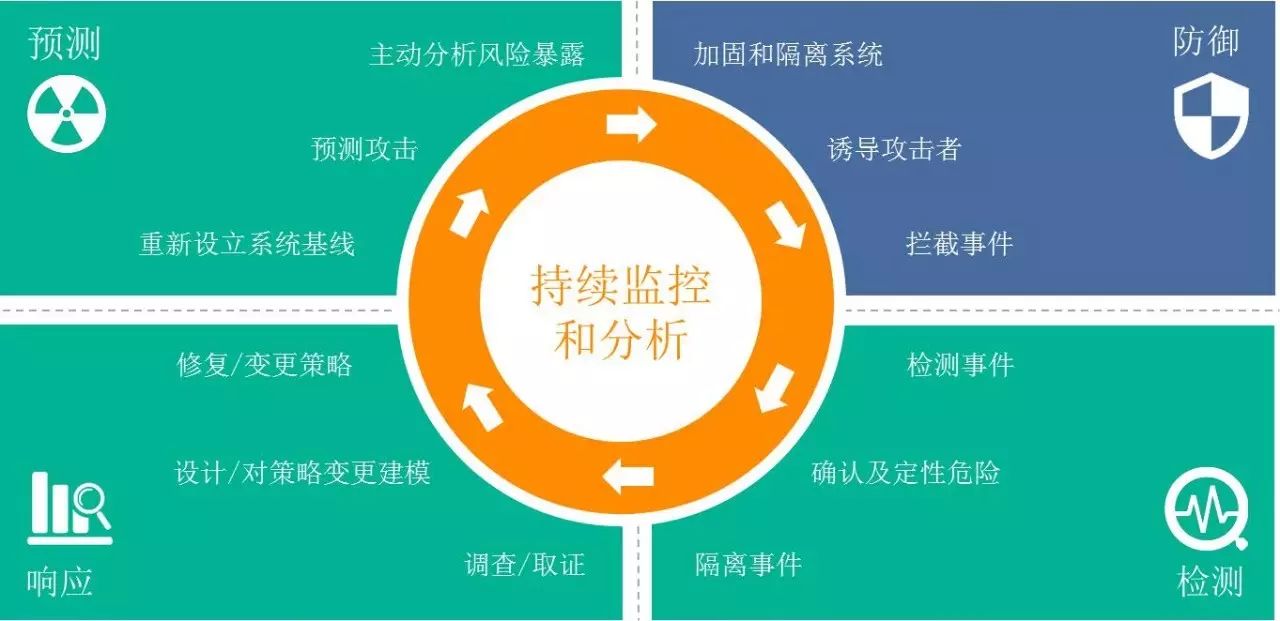 预测
主动分析风险暴露
预测攻击
重新设立系统基线
防御
加固和隔离系统
诱导攻击者
拦截事件
持续监控
和分析
修复/变更策略
设计/对策略变更建模
调查/取证
响应
检测事件
确认及定性危险
隔离事件
检测